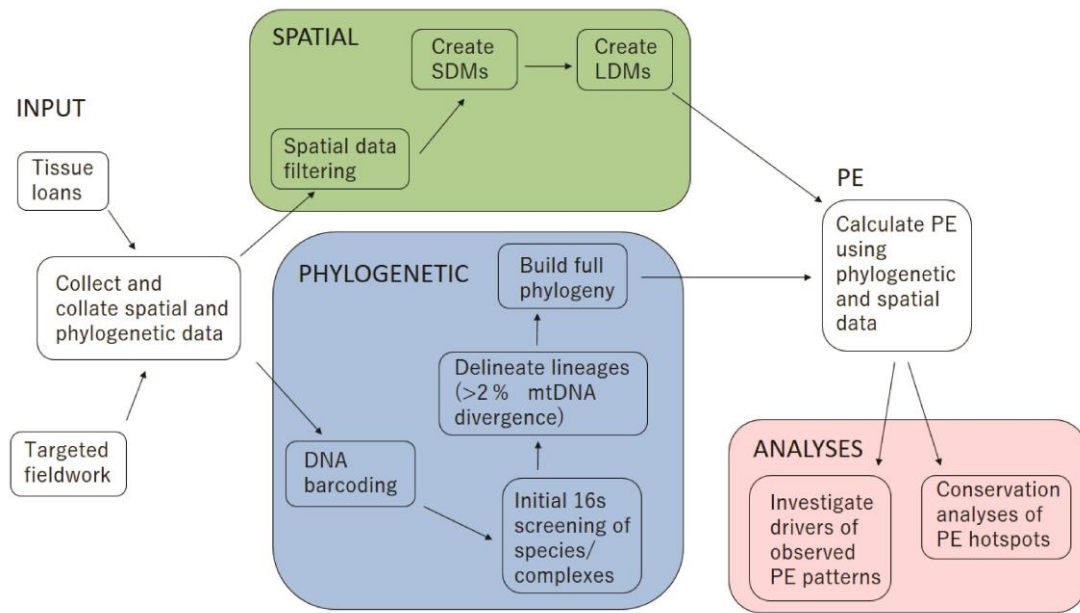 INPUT
Tissue
loans
Collect and
collate spatial and
phylogenetic data
Targeted
fieldwork
SPATIAL
Spatial data
filtering
Create
SDMs
Create
LDMs
PHYLOGENETIC
DNA
barcoding
Initial 16s
screening of
species/
complexes
Delineate lineages
(>2% mtDNA
divergence)
Build full
phylogeny
PE
Calculate PE
using
phylogenetic
and spatial
data
ANALYSES
Investigate
drivers of
observed
PE patterns
Conservation
analyses of
PE hotspots